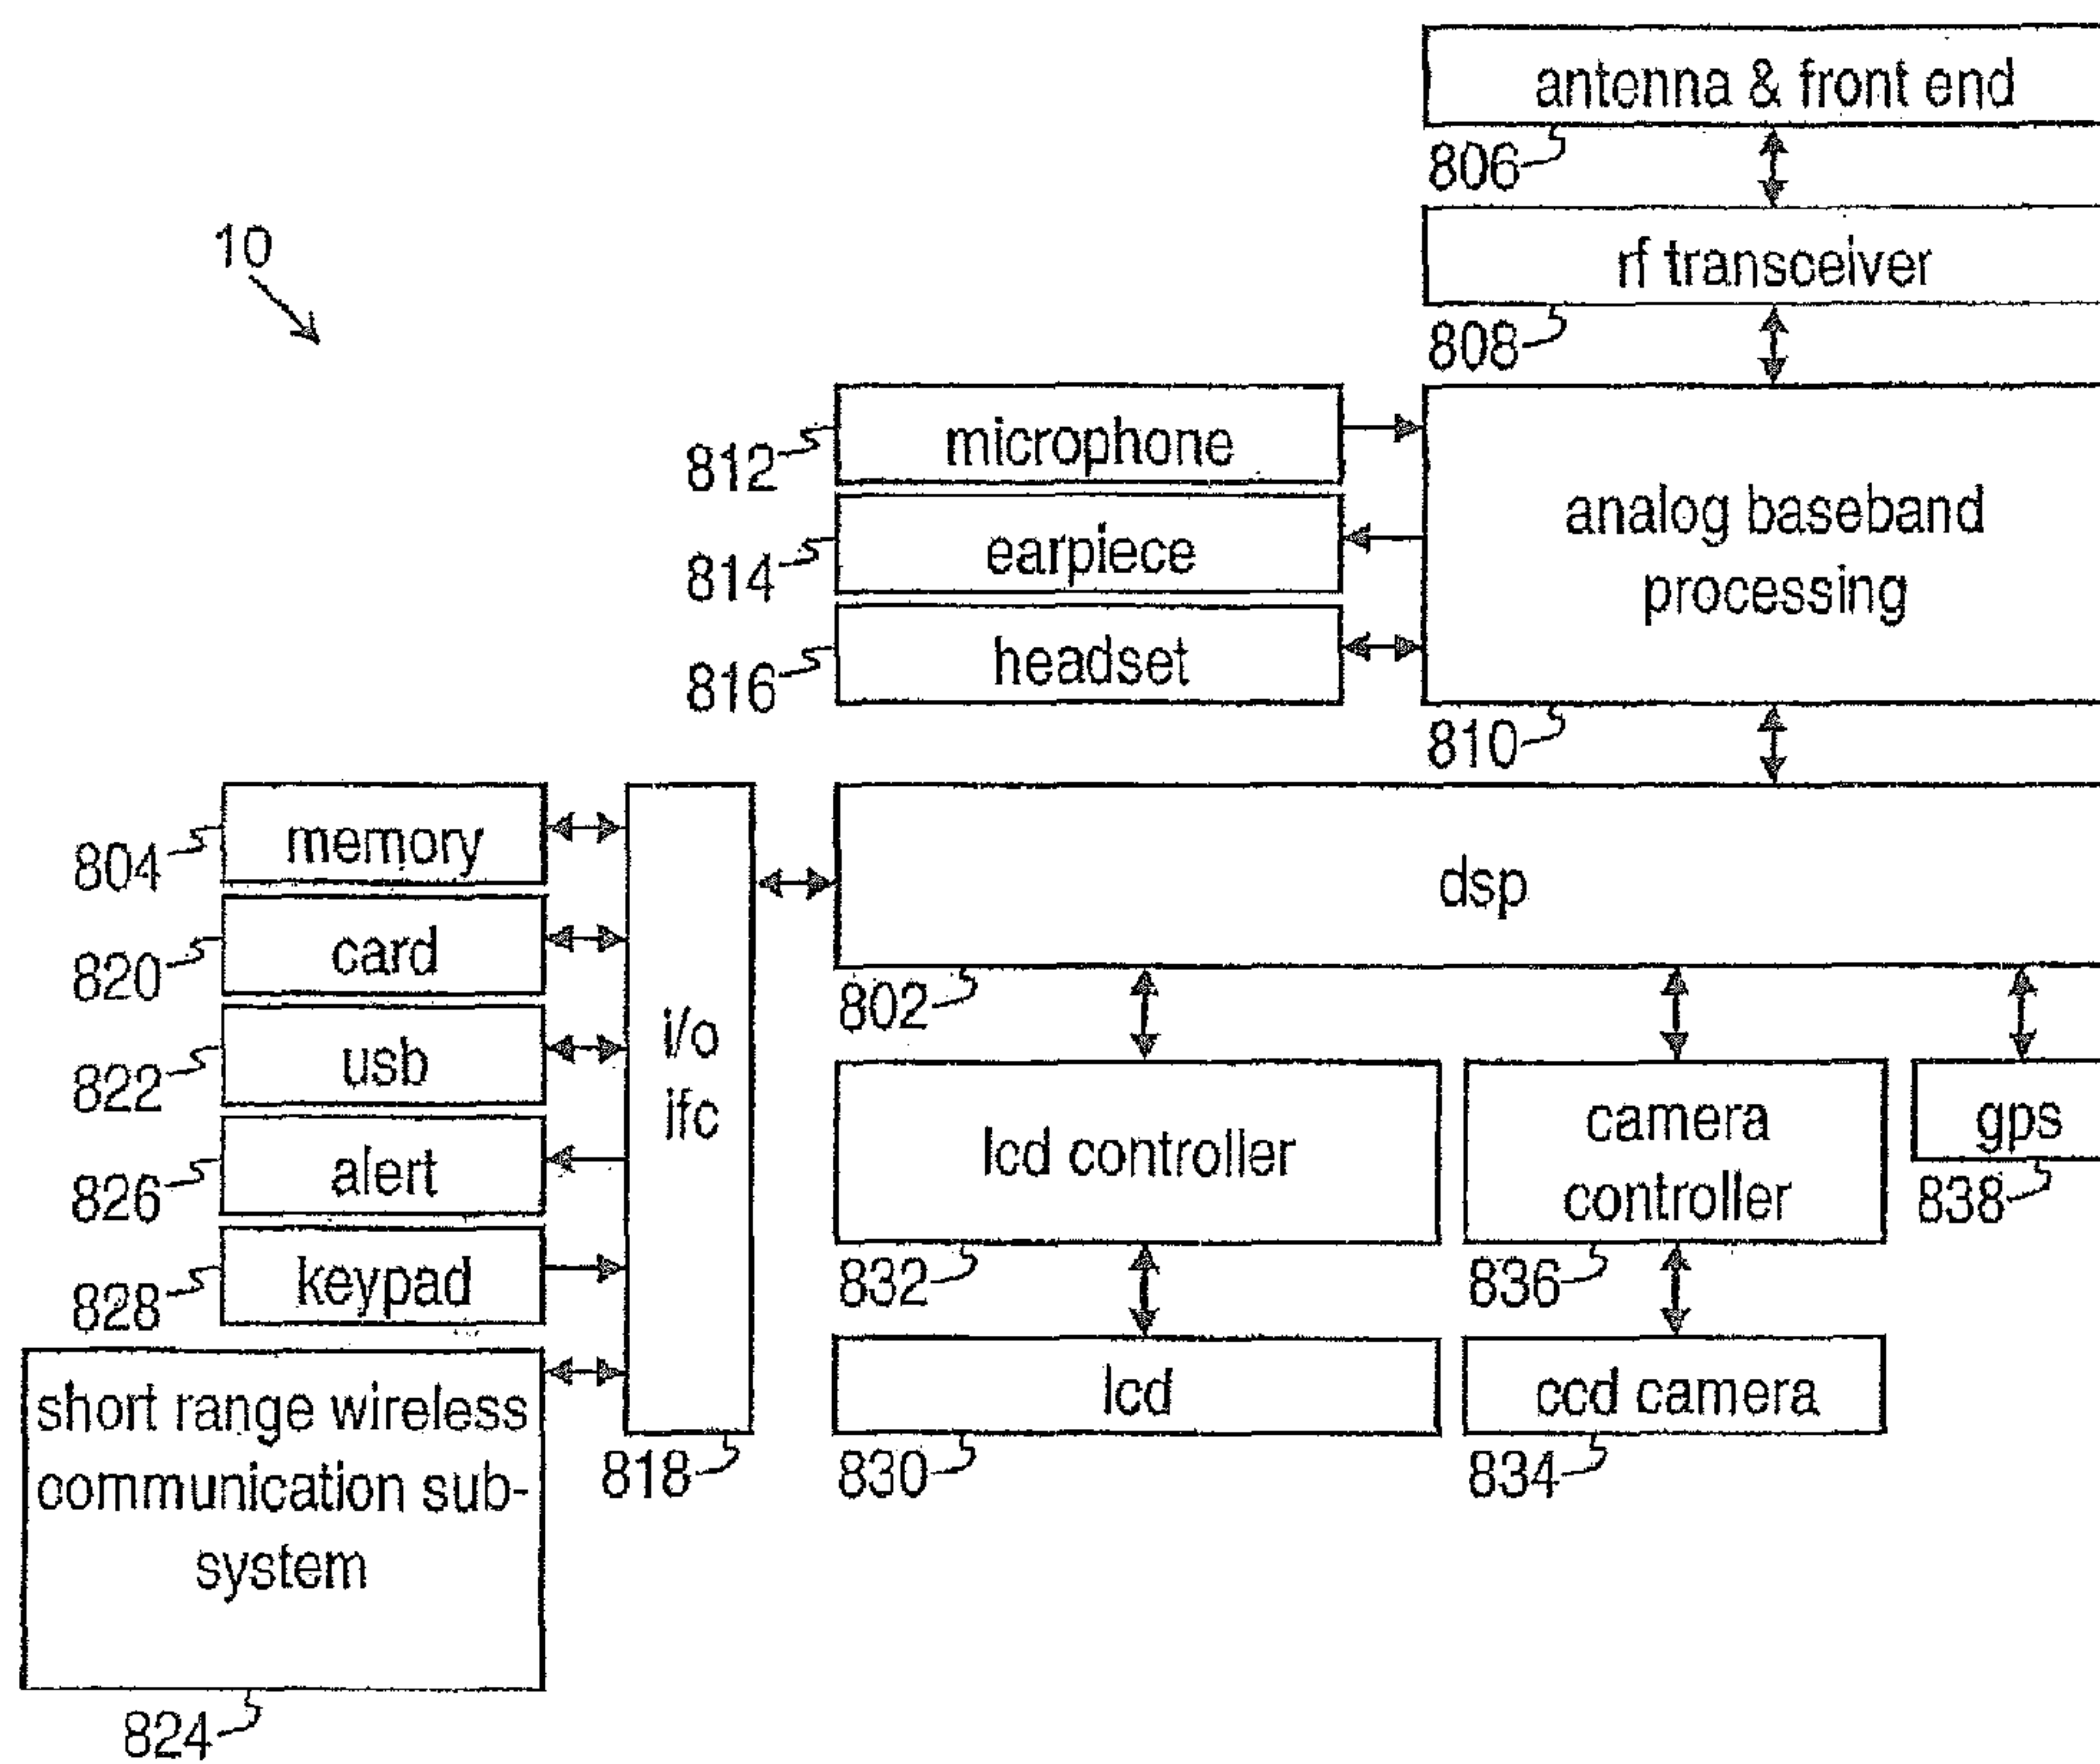 antenna & front end
806
10
rf transceiver
808
microphone
812
earpiece
814
headset
816
analog baseband
processing
810
memory
804
card
820
usb
822
alert
826
keypad
828
short range wireless
communication sub-
system
824
i/o
ifc
818
dsp
802
lcd controller
832
camera
controller
836
gps
838
lcd
830
ccd camera
834